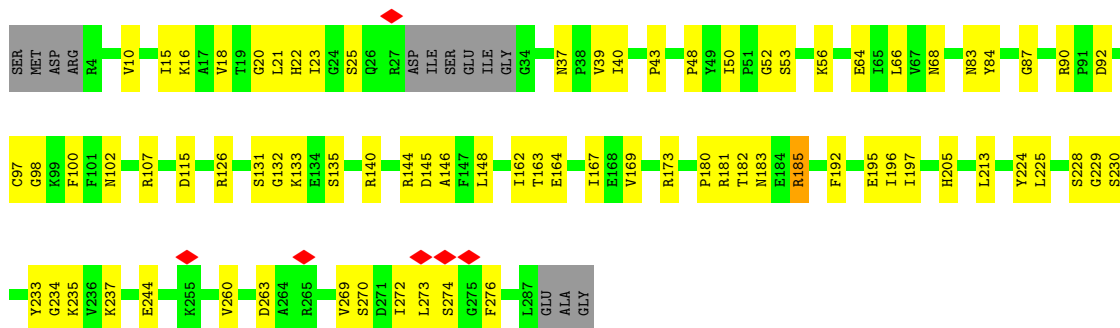 SER MET ASP ARG R4 V10 I15 K16 A17 V18 T19 G20 L21 H22 I23 G24 S25 Q26 R27 ASP ILE SER GLU ILE GLY G34 N37 P38 V39 I40 P43 P48 Y49 I50 P51 G52 S53 K56 E64 I65 L66 V67 N68 N83 Y84 G87 R90 P91 D92
C97 G98 K99 F100 F101 N102 R107 D115 R126 S131 G132 K133 E134 S135 R140 R144 D145 A146 F147 L148 I162 T163 E164 I167 E168 V169 R173 P180 R181 T182 N183 E184 R185 F192 E195 I196 I197 H205 L213 Y224 L225 S228 G229 S230
Y233 G234 K235 V236 K237 E244 K255 V260 D263 A264 R265 V269 S270 D271 I272 L273 S274 G275 F276 L287 GLU ALA GLY